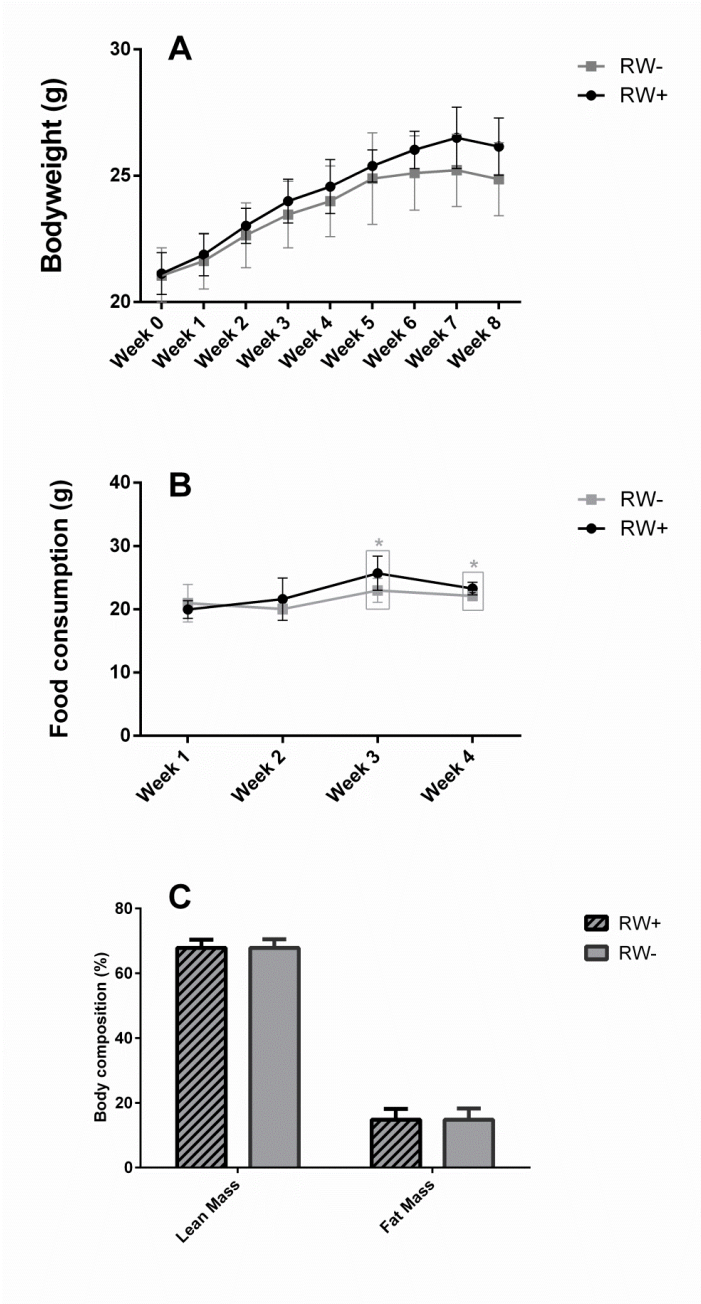 A
Bodyweight (g)
30
25
20
Week 0
Week 1
Week 2
Week 3
Week 4
Week 5
Week 6
Week 7
Week 8
RW-
RW+
B
Food consumption (g)
40
30
20
10
0
*
*
Week 1
Week 2
Week 3
Week 4
RW-
RW+
C
Body composition (%)
80
60
40
20
0
Lean Mass
Fat Mass
RW+
RW-